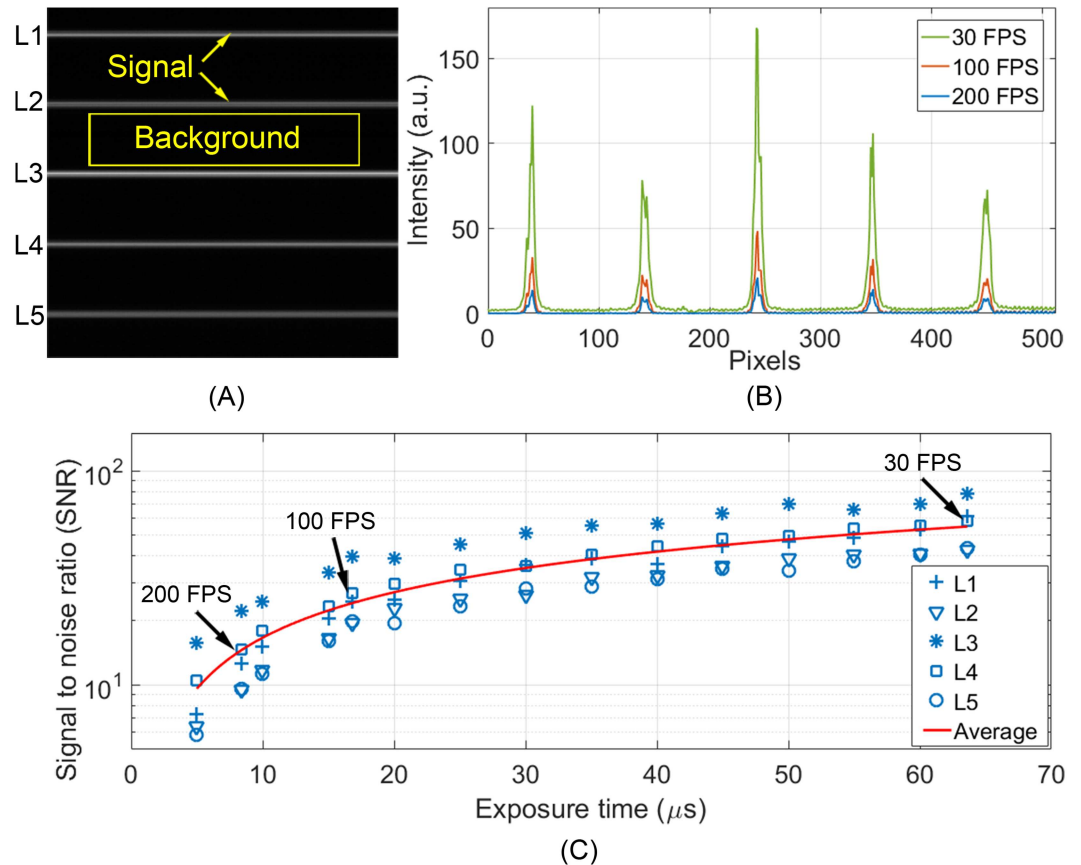 L1
Signal
L2
Background
L3
L4
L5
(A)
Intensity (a.u.)
150
100
50
0
0 100 200 300 400 500
Pixels
30 FPS
100 FPS
200 FPS
(B)
Signal to noise ratio (SNR)
10²
10¹
200 FPS
100 FPS
30 FPS
L1
L2
L3
L4
L5
Average
0 10 20 30 40 50 60 70
Exposure time (μs)
(C)